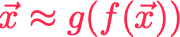 x⃗ ≈ g(f(x⃗))